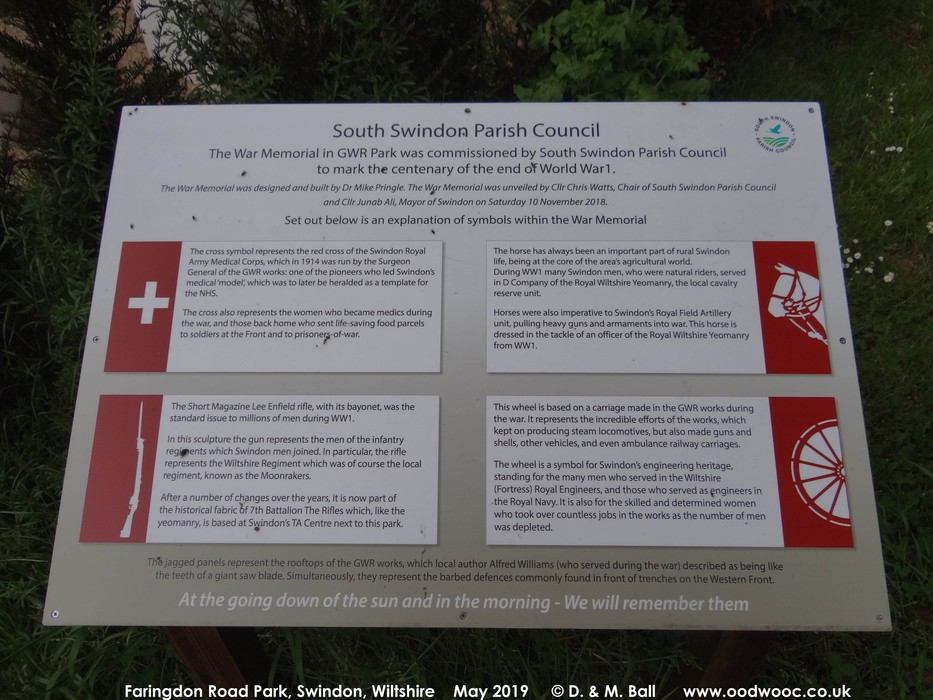 South Swindon Parish Council
SOUTH SWINDON
PARISH COUNCIL
The War Memorial in GWR Park was commissioned by South Swindon Parish Council
to mark the centenary of the end of World War1.
The War Memorial was designed and built by Dr Mike Pringle. The War Memorial was unveiled by Cllr Chris Watts, Chair of South Swindon Parish Council
and Cllr Junab Ali, Mayor of Swindon on Saturday 10 November 2018.
Set out below is an explanation of symbols within the War Memorial
The cross symbol represents the red cross of the Swindon Royal
Army Medical Corps, which in 1914 was run by the Surgeon
General of the GWR works: one of the pioneers who led Swindon's
medical 'model', which was to later be heralded as a template for
the NHS.
The cross also represents the women who became medics during
the war, and those back home who sent life-saving food parcels
to soldiers at the Front and to prisoners-of-war.
The horse has always been an important part of rural Swindon
life, being at the core of the area's agricultural world.
During WW1 many Swindon men, who were natural riders, served
in D Company of the Royal Wiltshire Yeomanry, the local cavalry
reserve unit.
Horses were also imperative to Swindon's Royal Field Artillery
unit, pulling heavy guns and armaments into war. This horse is
dressed in the tackle of an officer of the Royal Wiltshire Yeomanry
from WW1.
The Short Magazine Lee Enfield rifle, with its bayonet, was the
standard issue to millions of men during WW1.
In this sculpture the gun represents the men of the infantry
regiments which Swindon men joined. In particular, the rifle
represents the Wiltshire Regiment which was of course the local
regiment, known as the Moonrakers.
After a number of changes over the years, it is now part of
the historical fabric of 7th Battalion The Rifles which, like the
yeomanry, is based at Swindon's TA Centre next to this park.
This wheel is based on a carriage made in the GWR works during
the war. It represents the incredible efforts of the works, which
kept on producing steam locomotives, but also made guns and
shells, other vehicles, and even ambulance railway carriages.
The wheel is a symbol for Swindon's engineering heritage,
standing for the many men who served in the Wiltshire
(Fortress) Royal Engineers, and those who served as engineers in
the Royal Navy. It is also for the skilled and determined women
who took over countless jobs in the works as the number of men
was depleted.
The jagged panels represent the rooftops of the GWR works, which local author Alfred Williams (who served during the war) described as being like
the teeth of a giant saw blade. Simultaneously, they represent the barbed defences commonly found in front of trenches on the Western Front.
At the going down of the sun and in the morning - We will remember them
Faringdon Road Park, Swindon, Wiltshire May 2019 © D. & M. Ball www.oodwooc.co.uk